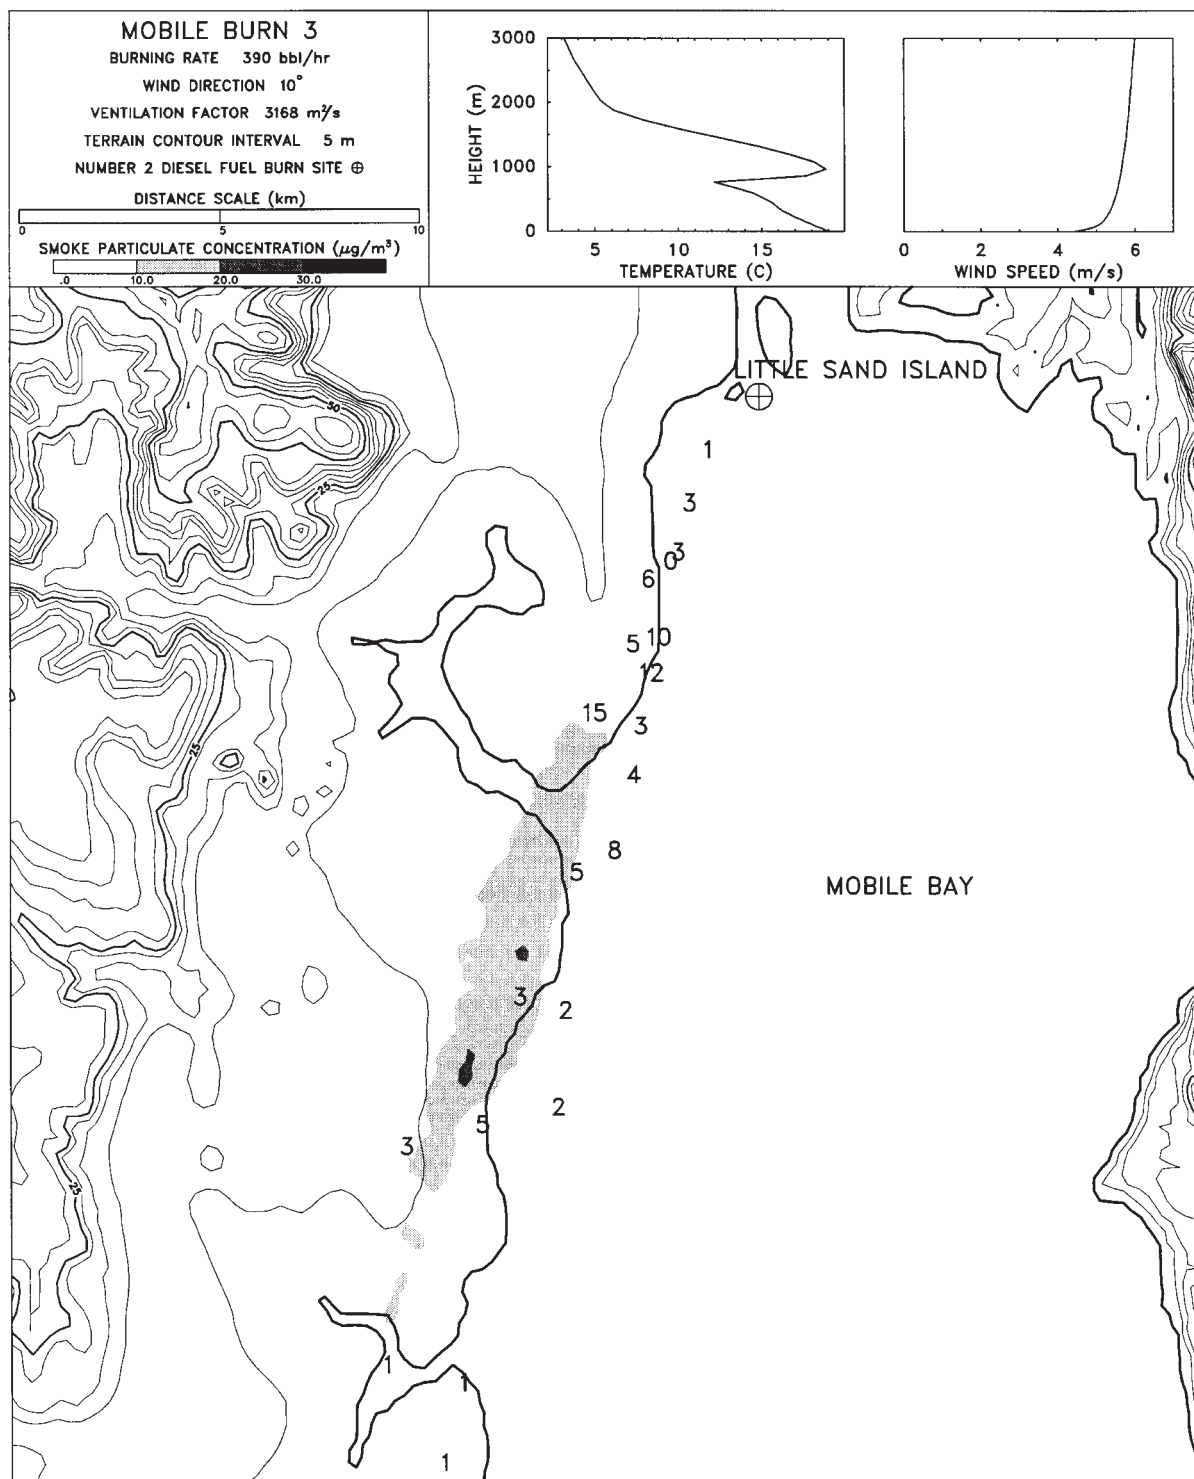 MOBILE BURN 3
BURNING RATE 390 bbl/hr
WIND DIRECTION 10°
VENTILATION FACTOR 3168 m²/s
TERRAIN CONTOUR INTERVAL 5 m
NUMBER 2 DIESEL FUEL BURN SITE ⊕
DISTANCE SCALE (km)
0 5 10
SMOKE PARTICULATE CONCENTRATION (μg/m³)
.0 10.0 20.0 30.0
3000
2000
1000
0
HEIGHT (m)
5 10 15
TEMPERATURE (C)
0 2 4 6
WIND SPEED (m/s)
LITTLE SAND ISLAND
50
1
25
3
3
0
6
10
5
12
15
3
25
4
8
5
MOBILE BAY
3
2
2
5
3
25
1
1
1